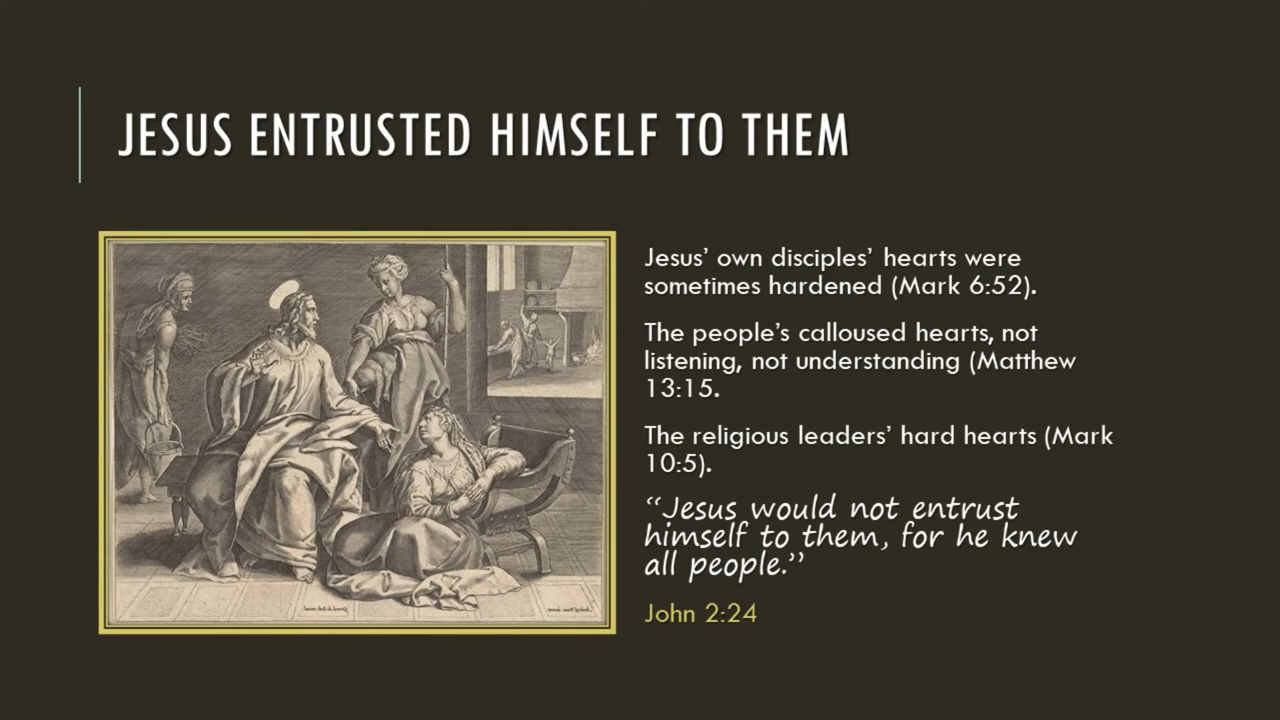 JESUS ENTRUSTED HIMSELF TO THEM
Jesus’ own disciples’ hearts were
sometimes hardened (Mark 6:52).
The people’s calloused hearts, not
listening, not understanding (Matthew
13:15.
The religious leaders’ hard hearts (Mark
10:5).
“Jesus would not entrust
himself to them, for he knew
all people.”
John 2:24